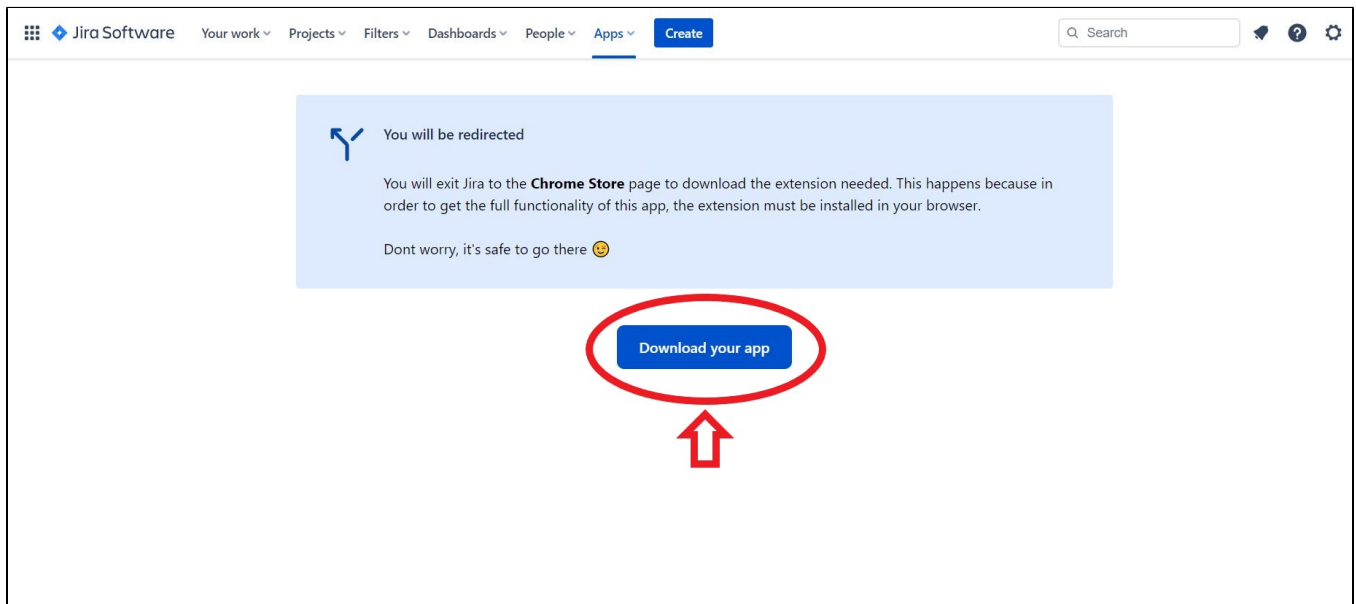 Jira Software Your work Projects Filters Dashboards People Apps Create Search
You will be redirected
You will exit Jira to the Chrome Store page to download the extension needed. This happens because in
order to get the full functionality of this app, the extension must be installed in your browser.
Dont worry, it's safe to go there 😉
Download your app